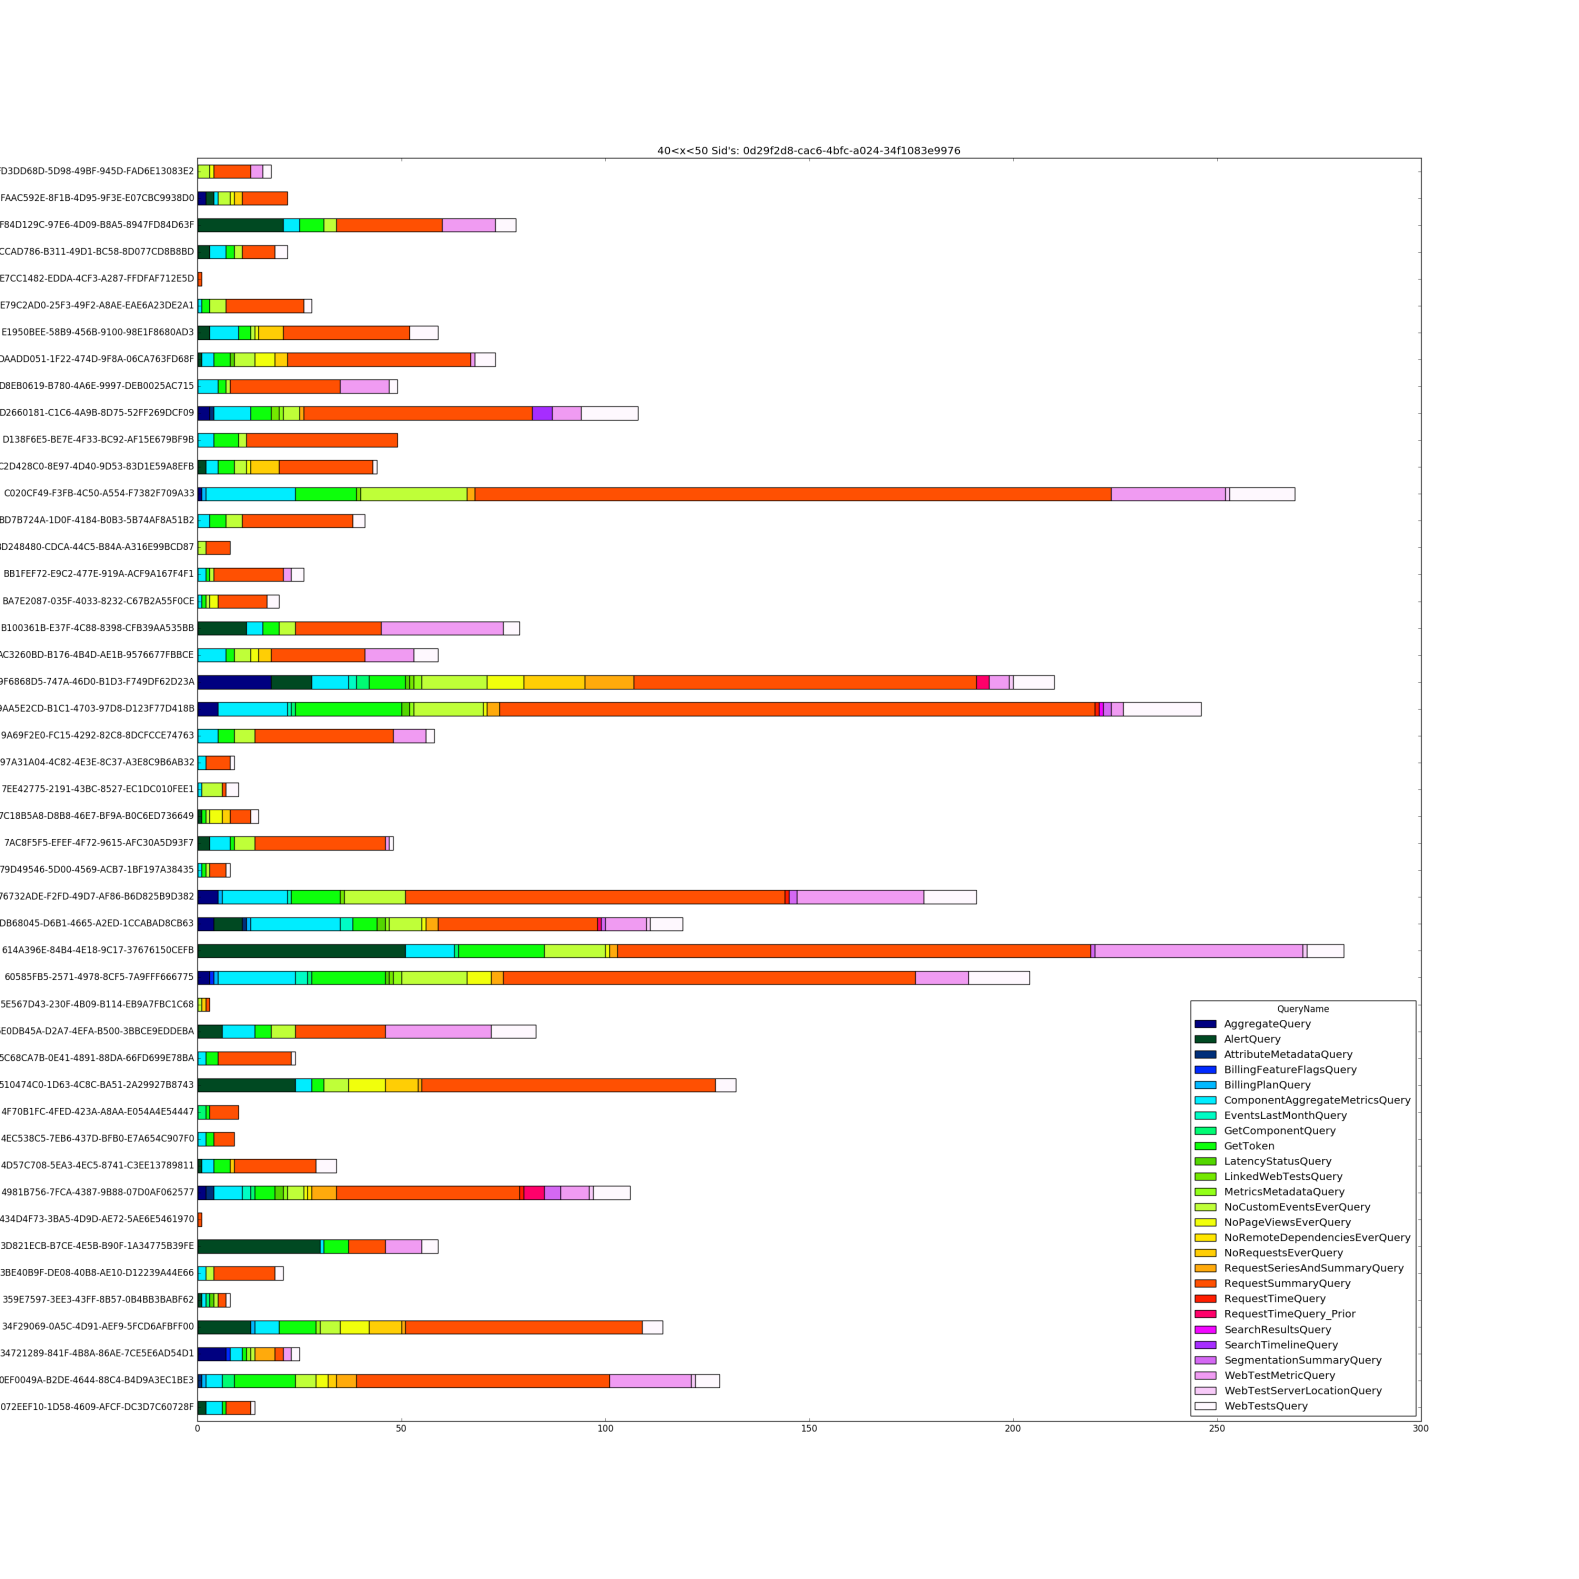 40<x<50 Sid's: 0d29f2d8-cac6-4bfc-a024-34f1083e9976
FD3DD68D-5D98-49BF-945D-FAD6E13083E2
FAAC592E-8F1B-4D95-9F3E-E07CBC9938D0
F84D129C-97E6-4D09-B8A5-8947FD84D63F
CCAD786-B311-49D1-BC58-8D077CD8B8BD
E7CC1482-EDDA-4CF3-A287-FFDFAF712E5D
E79C2AD0-25F3-49F2-A8AE-EAE6A23DE2A1
E1950BEE-58B9-456B-9100-98E1F8680AD3
DAADD051-1F22-474D-9F8A-06CA763FD68F
D8EB0619-B780-4A6E-9997-DEB0025AC715
D2660181-C1C6-4A9B-8D75-52FF269DCF09
D138F6E5-BE7E-4F33-BC92-AF15E679BF9B
C2D428C0-8E97-4D40-9D53-83D1E59A8EFB
C020CF49-F3FB-4C50-A554-F7382F709A33
BD7B724A-1D0F-4184-B0B3-5B74AF8A51B2
BD248480-CDCA-44C5-B84A-A316E99BCD87
BB1FEF72-E9C2-477E-919A-ACF9A167F4F1
BA7E2087-035F-4033-8232-C67B2A55F0CE
B100361B-E37F-4C88-8398-CFB39AA535BB
AC3260BD-B176-4B4D-AE1B-9576677FBBCE
9F6868D5-747A-46D0-B1D3-F749DF62D23A
9AA5E2CD-B1C1-4703-97D8-D123F77D418B
9A69F2E0-FC15-4292-82C8-8DCFCCE74763
97A31A04-4C82-4E3E-8C37-A3E8C9B6AB32
7EE42775-2191-43BC-8527-EC1DC010FEE1
7C18B5A8-D8B8-46E7-BF9A-B0C6ED736649
7AC8F5F5-EFEF-4F72-9615-AFC30A5D93F7
79D49546-5D00-4569-ACB7-1BF197A38435
76732ADE-F2FD-49D7-AF86-B6D825B9D382
DB68045-D6B1-4665-A2ED-1CCABAD8CB63
614A396E-84B4-4E18-9C17-37676150CEFB
60585FB5-2571-4978-8CF5-7A9FFF666775
5E567D43-230F-4B09-B114-EB9A7FBC1C68
5E0DB45A-D2A7-4EFA-B500-3BBCE9EDDEBA
5C68CA7B-0E41-4891-88DA-66FD699E78BA
510474C0-1D63-4C8C-BA51-2A29927B8743
4F70B1FC-4FED-423A-A8AA-E054A4E54447
4EC538C5-7EB6-437D-BFB0-E7A654C907F0
4D57C708-5EA3-4EC5-8741-C3EE13789811
4981B756-7FCA-4387-9B88-07D0AF062577
434D4F73-3BA5-4D9D-AE72-5AE6E5461970
3D821ECB-B7CE-4E5B-B90F-1A34775B39FE
3BE40B9F-DE08-40B8-AE10-D12239A44E66
359E7597-3EE3-43FF-8B57-0B4BB3BABF62
34F29069-0A5C-4D91-AEF9-5FCD6AFBFF00
34721289-841F-4B8A-86AE-7CE5E6AD54D1
0EF0049A-B2DE-4644-88C4-B4D9A3EC1BE3
072EEF10-1D58-4609-AFCF-DC3D7C60728F
QueryName
AggregateQuery
AlertQuery
AttributeMetadataQuery
BillingFeatureFlagsQuery
BillingPlanQuery
ComponentAggregateMetricsQuery
EventsLastMonthQuery
GetComponentQuery
GetToken
LatencyStatusQuery
LinkedWebTestsQuery
MetricsMetadataQuery
NoCustomEventsEverQuery
NoPageViewsEverQuery
NoRemoteDependenciesEverQuery
NoRequestsEverQuery
RequestSeriesAndSummaryQuery
RequestSummaryQuery
RequestTimeQuery
RequestTimeQuery_Prior
SearchResultsQuery
SearchTimelineQuery
SegmentationSummaryQuery
WebTestMetricQuery
WebTestServerLocationQuery
WebTestsQuery
0 50 100 150 200 250 300